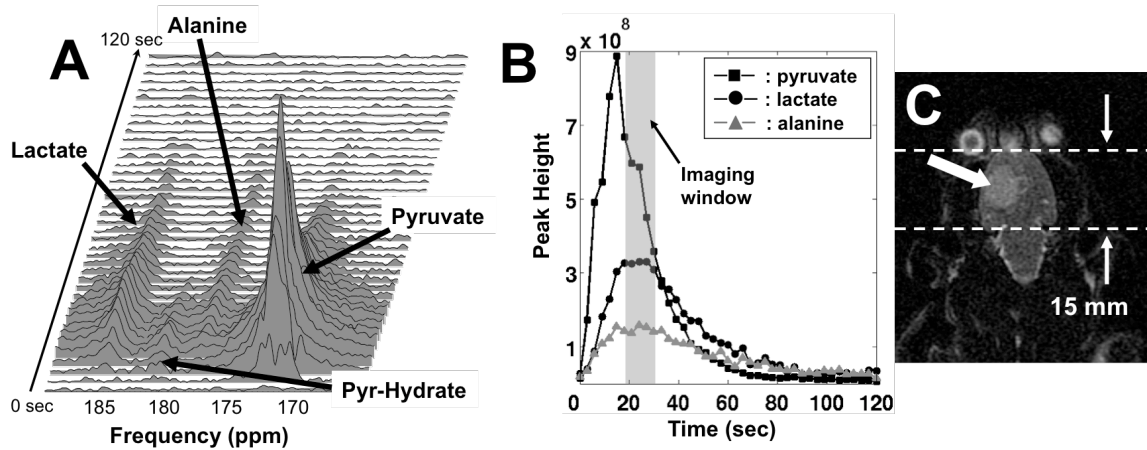 A
120 sec
Alanine
Lactate
Pyruvate
Pyr-Hydrate
0 sec
185 180 175 170
Frequency (ppm)
B
x 10 8
9
7
5
3
1
Peak Height
: pyruvate
: lactate
: alanine
Imaging
window
0 20 40 60 80 100 120
Time (sec)
C
15 mm